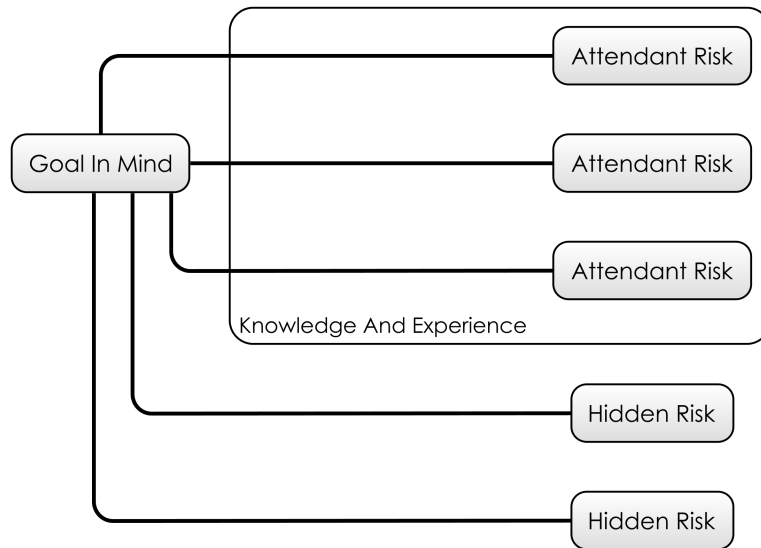 Attendant Risk
Goal In Mind
Attendant Risk
Attendant Risk
Knowledge And Experience
Hidden Risk
Hidden Risk